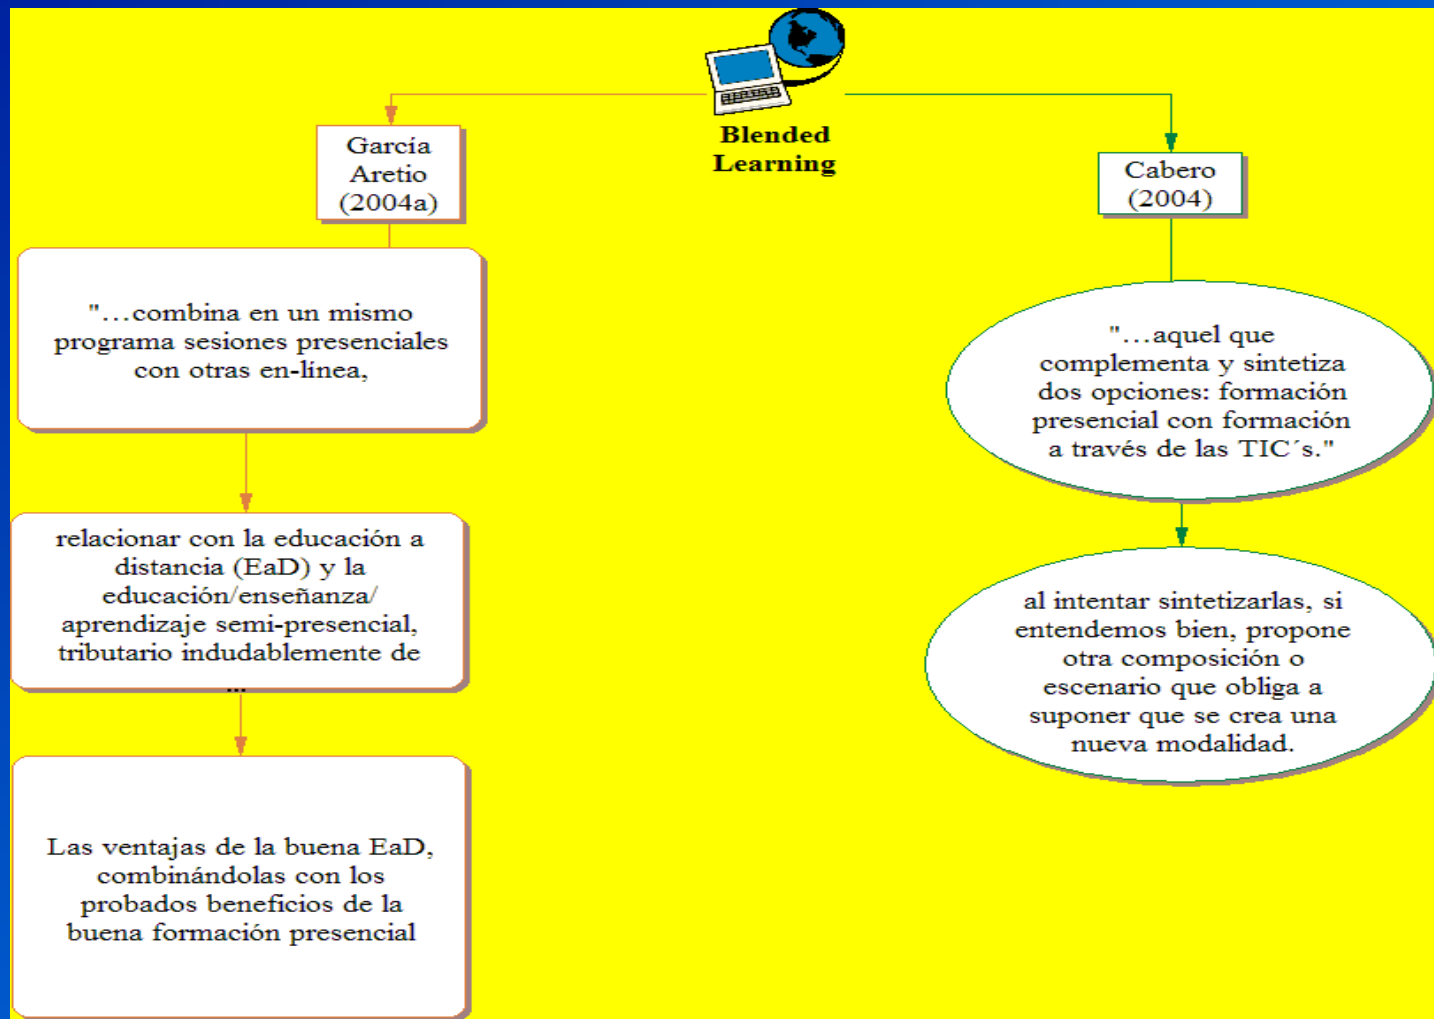 Blended
Learning
García
Aretio
(2004a)
"...combina en un mismo
programa sesiones presenciales
con otras en-línea,
relacionar con la educación a
distancia (EaD) y la
educación/enseñanza/
aprendizaje semi-presencial,
tributario indudablemente de
...
Las ventajas de la buena EaD,
combinándolas con los
probados beneficios de la
buena formación presencial
Cabero
(2004)
"...aquel que
complementa y sintetiza
dos opciones: formación
presencial con formación
a través de las TIC´s."
al intentar sintetizarlas, si
entendemos bien, propone
otra composición o
escenario que obliga a
suponer que se crea una
nueva modalidad.